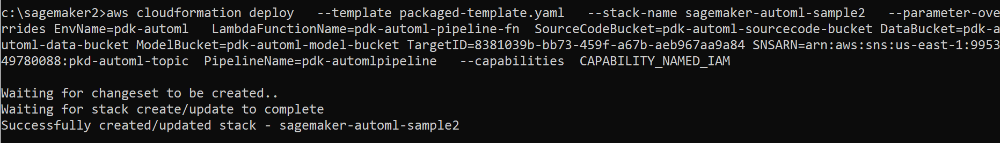 c:\sagemaker2>aws cloudformation deploy   --template packaged-template.yaml   --stack-name sagemaker-automl-sample2   --parameter-ove
rrides EnvName=pdk-automl   LambdaFunctionName=pdk-automl-pipeline-fn  SourceCodeBucket=pdk-automl-sourcecode-bucket DataBucket=pdk-a
utoml-data-bucket ModelBucket=pdk-automl-model-bucket TargetID=8381039b-bb73-459f-a67b-aeb967aa9a84 SNSARN=arn:aws:sns:us-east-1:9953
49780088:pkd-automl-topic  PipelineName=pdk-automlpipeline   --capabilities  CAPABILITY_NAMED_IAM
Waiting for changeset to be created..
Waiting for stack create/update to complete
Successfully created/updated stack - sagemaker-automl-sample2